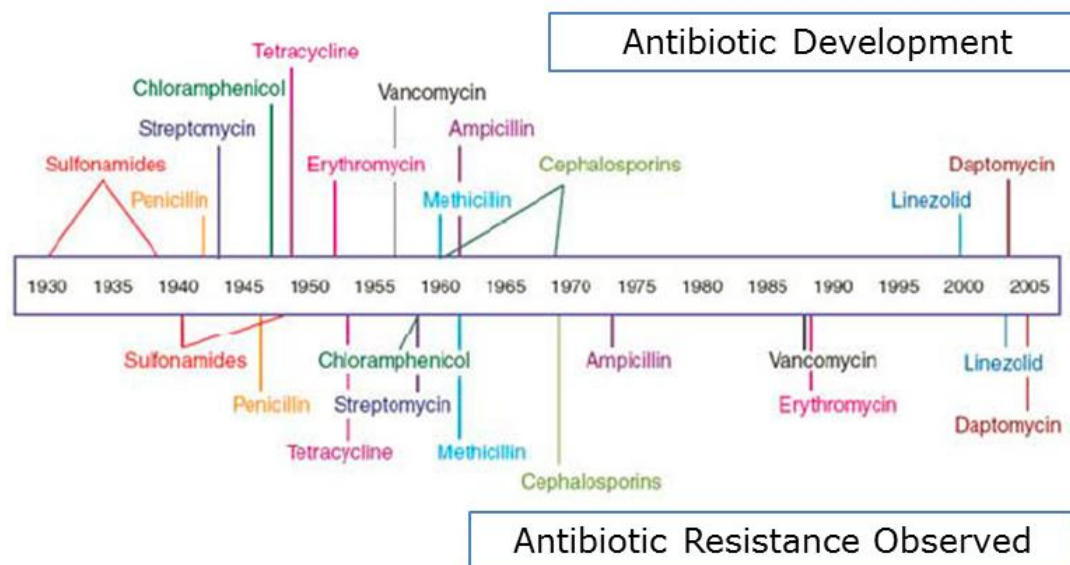 Antibiotic Development
Tetracycline
Chloramphenicol
Vancomycin
Streptomycin
Ampicillin
Sulfonamides
Erythromycin
Cephalosporins
Daptomycin
Penicillin
Methicillin
Linezolid
1930 1935 1940 1945 1950 1955 1960 1965 1970 1975 1980 1985 1990 1995 2000 2005
Sulfonamides
Chloramphenicol
Ampicillin
Vancomycin
Linezolid
Penicillin
Streptomycin
Erythromycin
Daptomycin
Tetracycline
Methicillin
Cephalosporins
Antibiotic Resistance Observed